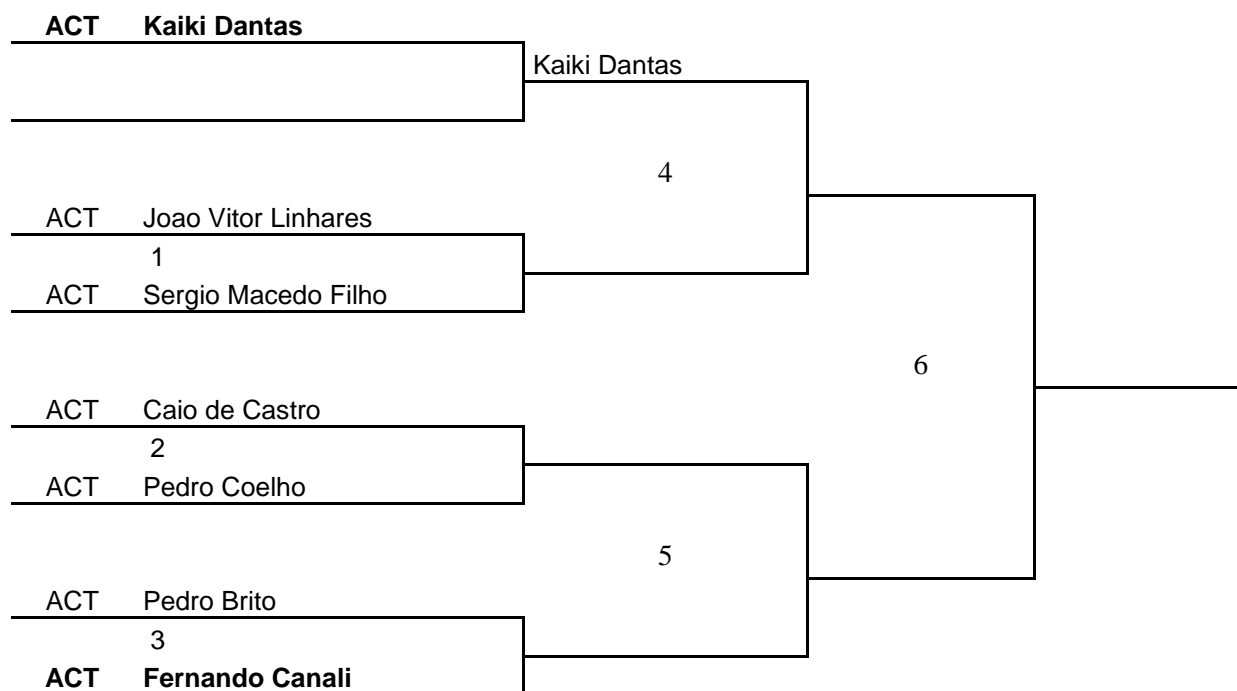 ACT Kaiki Dantas
Kaiki Dantas
4
ACT Joao Vitor Linhares
1
ACT Sergio Macedo Filho
6
ACT Caio de Castro
2
ACT Pedro Coelho
5
ACT Pedro Brito
3
ACT Fernando Canali